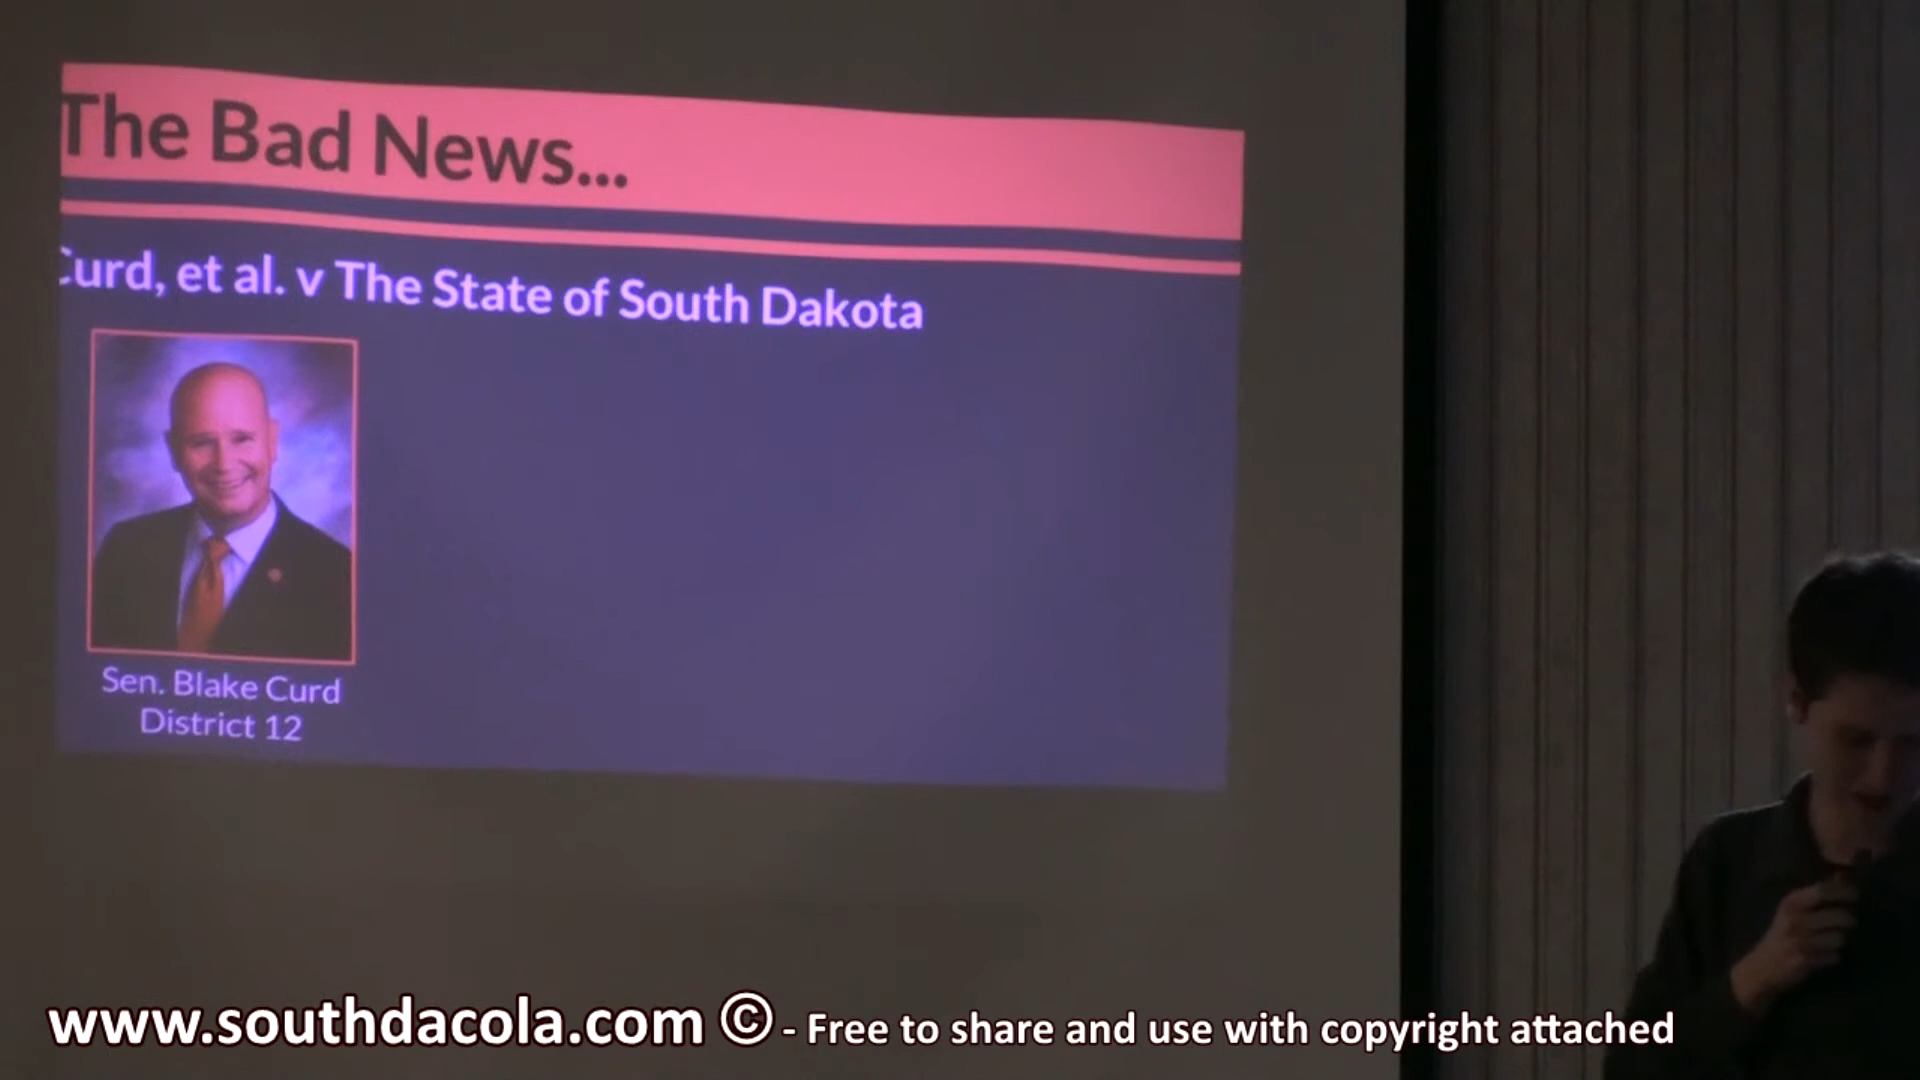 The Bad News...
Curd, et al. v The State of South Dakota
Sen. Blake Curd
District 12
www.southdacola.com © - Free to share and use with copyright attached